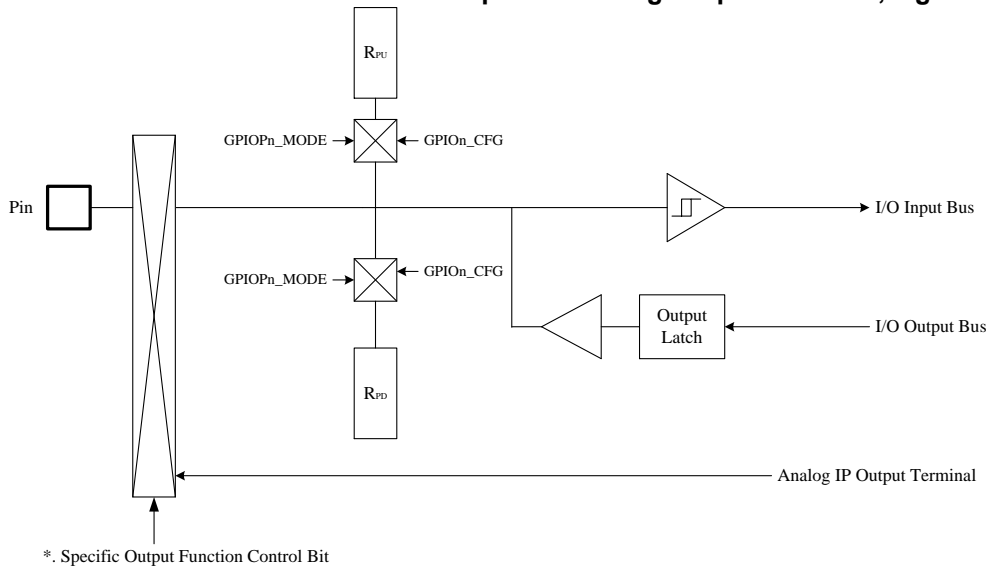 RPU
GPIOPn_MODE
GPIOn_CFG
Pin
I/O Input Bus
GPIOPn_MODE
GPIOn_CFG
Output
Latch
I/O Output Bus
RPD
Analog IP Output Terminal
*. Specific Output Function Control Bit